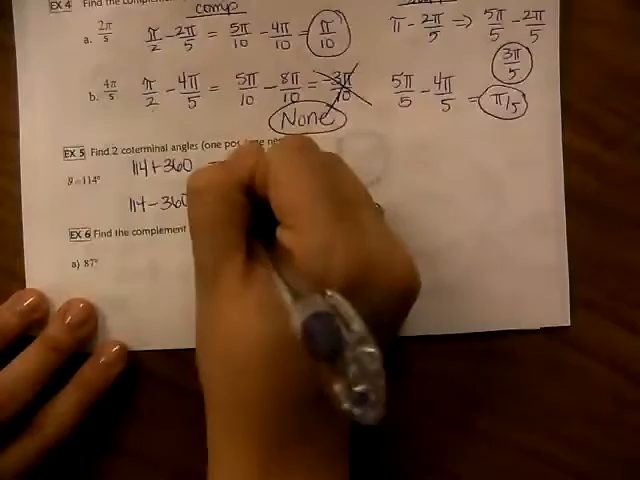 EX 4 Find the comple
comp
a. 2π/5 π/2 - 2π/5 = 5π/10 - 4π/10 = π/10 π - 2π/5 ⇒ 5π/5 - 2π/5
3π/5
b. 4π/5 π/2 - 4π/5 = 5π/10 - 8π/10 = -3π/10 5π/5 - 4π/5 = π/5
None
EX 5 Find 2 coterminal angles (one pos
114 + 360
θ = 114°
114 - 360
EX 6 Find the complement
a) 87°